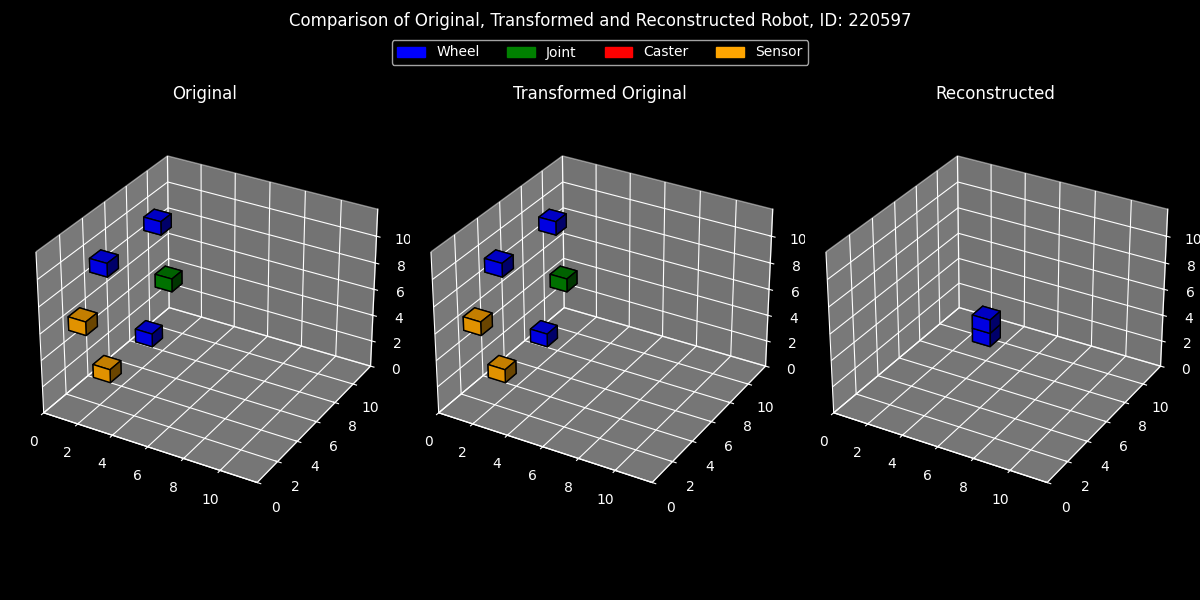 Comparison of Original, Transformed and Reconstructed Robot, ID: 220597
Wheel Joint Caster Sensor
Original
Transformed Original
Reconstructed
0 2 4 6 8 10
0 2 4 6 8 10
0 2 4 6 8 10
0 2 4 6 8 10
0 2 4 6 8 10
0 2 4 6 8 10
0 2 4 6 8 10
0 2 4 6 8 10
0 2 4 6 8 10